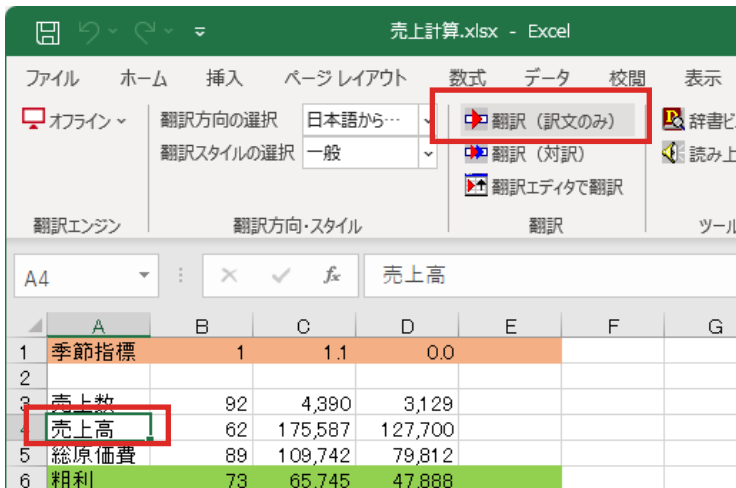 売上計算.xlsx - Excel
ファイル ホーム 挿入 ページ レイアウト 数式 データ 校閲 表示
オフライン 翻訳方向の選択 日本語から… 翻訳（訳文のみ） 辞書ビ
翻訳スタイルの選択 一般 翻訳（対訳） 読み上
翻訳エディタで翻訳
翻訳エンジン 翻訳方向・スタイル 翻訳 ツール
A4 fx 売上高
A B C D E F G
1 季節指標 1 1.1 0.0
2
3 売上数 92 4,390 3,129
4 売上高 62 175,587 127,700
5 総原価費 89 109,742 79,812
6 粗利 73 65,745 47,888